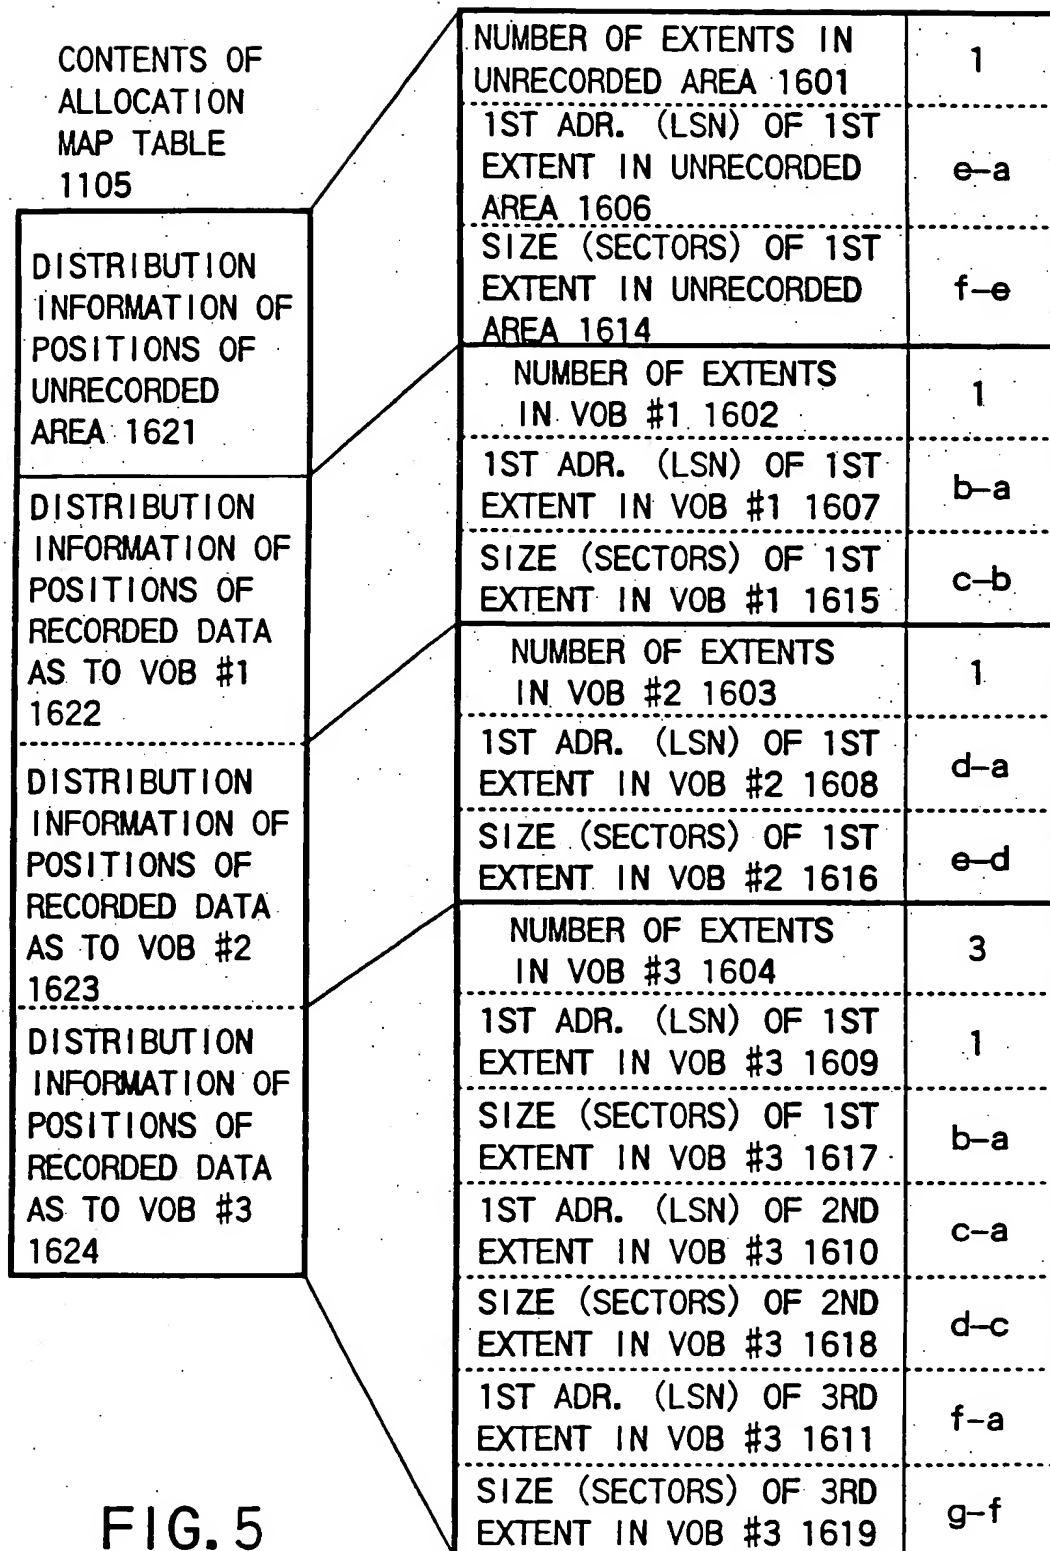 CONTENTS OF
ALLOCATION
MAP TABLE
1105
DISTRIBUTION
INFORMATION OF
POSITIONS OF
UNRECORDED
AREA 1621
DISTRIBUTION
INFORMATION OF
POSITIONS OF
RECORDED DATA
AS TO VOB #1
1622
DISTRIBUTION
INFORMATION OF
POSITIONS OF
RECORDED DATA
AS TO VOB #2
1623
DISTRIBUTION
INFORMATION OF
POSITIONS OF
RECORDED DATA
AS TO VOB #3
1624
NUMBER OF EXTENTS IN
UNRECORDED AREA 1601
1
1ST ADR. (LSN) OF 1ST
EXTENT IN UNRECORDED
AREA 1606
e-a
SIZE (SECTORS) OF 1ST
EXTENT IN UNRECORDED
AREA 1614
f-e
NUMBER OF EXTENTS
IN VOB #1 1602
1
1ST ADR. (LSN) OF 1ST
EXTENT IN VOB #1 1607
b-a
SIZE (SECTORS) OF 1ST
EXTENT IN VOB #1 1615
c-b
NUMBER OF EXTENTS
IN VOB #2 1603
1
1ST ADR. (LSN) OF 1ST
EXTENT IN VOB #2 1608
d-a
SIZE (SECTORS) OF 1ST
EXTENT IN VOB #2 1616
e-d
NUMBER OF EXTENTS
IN VOB #3 1604
3
1ST ADR. (LSN) OF 1ST
EXTENT IN VOB #3 1609
1
SIZE (SECTORS) OF 1ST
EXTENT IN VOB #3 1617
b-a
1ST ADR. (LSN) OF 2ND
EXTENT IN VOB #3 1610
c-a
SIZE (SECTORS) OF 2ND
EXTENT IN VOB #3 1618
d-c
1ST ADR. (LSN) OF 3RD
EXTENT IN VOB #3 1611
f-a
SIZE (SECTORS) OF 3RD
EXTENT IN VOB #3 1619
g-f
FIG. 5